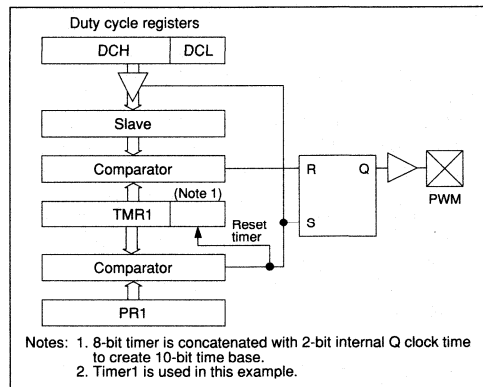 Duty cycle registers
DCH DCL
Slave
Comparator
R Q
PWM
(Note 1)
TMR1
Reset
timer
S
Comparator
PR1
Notes: 1. 8-bit timer is concatenated with 2-bit internal Q clock time
to create 10-bit time base.
2. Timer1 is used in this example.